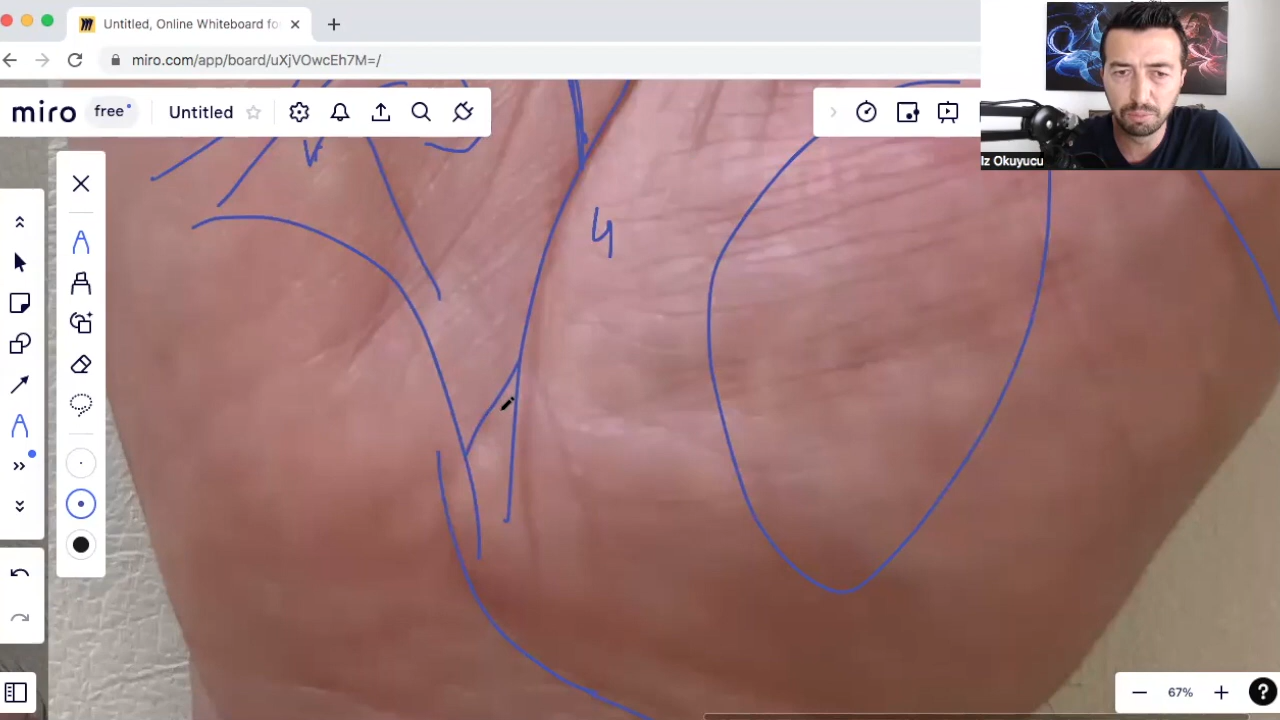 Untitled, Online Whiteboard fo
miro.com/app/board/uXjVOwcEh7M=/
miro free Untitled
4
lz Okuyucu
67%